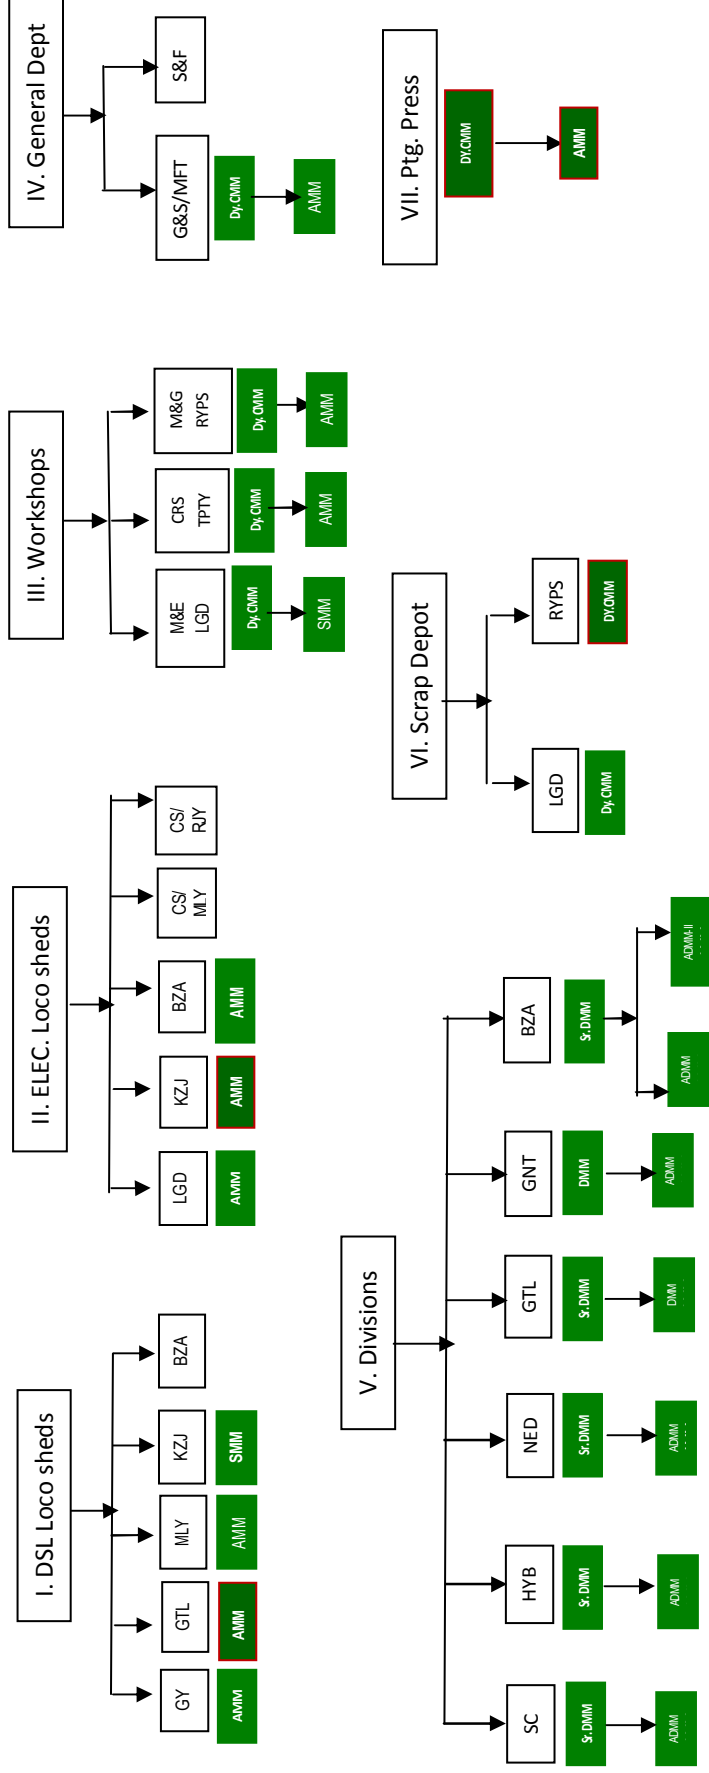 I. DSL Loco sheds
GY
AMM
GTL
AMM
MLY
AMM
KZJ
SMM
BZA
II. ELEC. Loco sheds
LGD
AMM
KZJ
AMM
BZA
AMM
CS/
MLY
CS/
RJY
III. Workshops
M&E
LGD
Dy. CMM
SMM
CRS
TPTY
Dy. CMM
AMM
M&G
RYPS
Dy. CMM
AMM
IV. General Dept
G&S/MFT
Dy. CMM
AMM
S&F
V. Divisions
SC
Sr. DMM
ADMM
HYB
Sr. DMM
ADMM
NED
Sr. DMM
ADMM
GTL
Sr. DMM
DMM
GNT
DMM
ADMM
BZA
Sr. DMM
ADMM
ADMM-II
VI. Scrap Depot
LGD
Dy. CMM
RYPS
DY.CMM
VII. Ptg. Press
DY.CMM
AMM